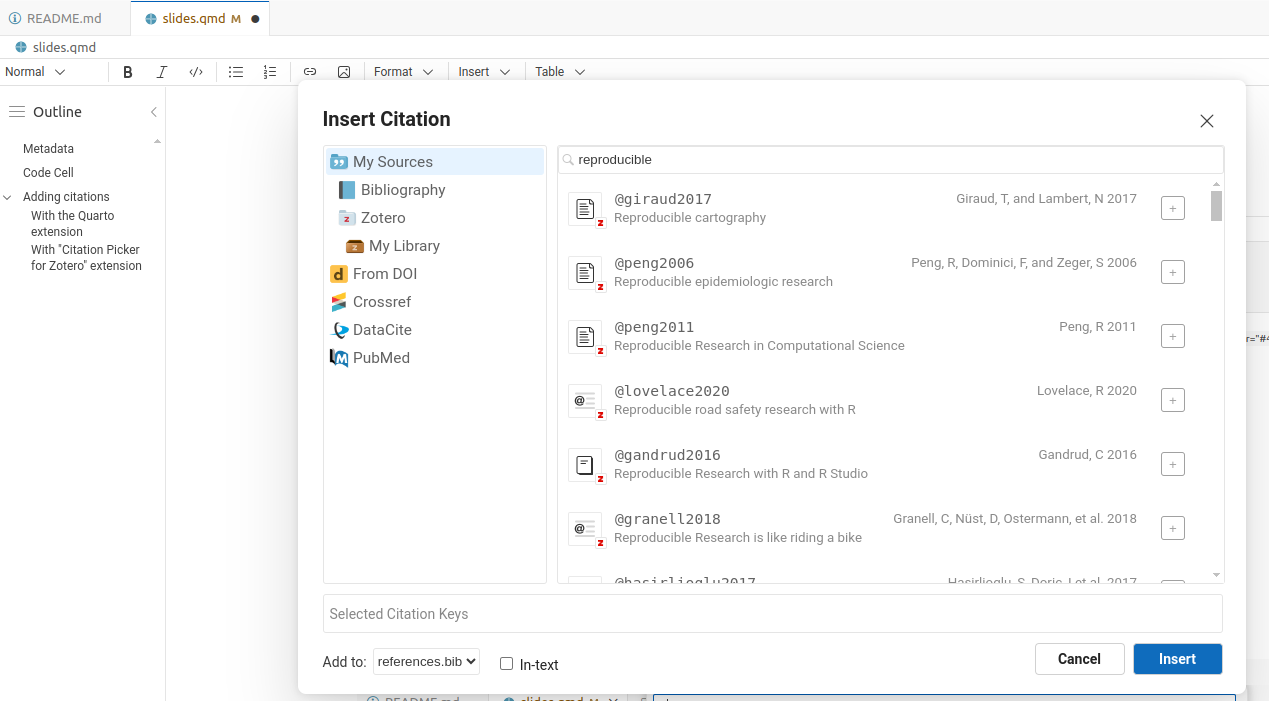 README.md
slides.qmd M
slides.qmd
Normal B I </> Format Insert Table
Outline
Metadata
Code Cell
Adding citations
With the Quarto
extension
With "Citation Picker
for Zotero" extension
Insert Citation
My Sources
Bibliography
Zotero
My Library
From DOI
Crossref
DataCite
PubMed
reproducible
@giraud2017 Giraud, T, and Lambert, N 2017
Reproducible cartography
@peng2006 Peng, R, Dominici, F, and Zeger, S 2006
Reproducible epidemiologic research
@peng2011 Peng, R 2011
Reproducible Research in Computational Science
@lovelace2020 Lovelace, R 2020
Reproducible road safety research with R
@gandrud2016 Gandrud, C 2016
Reproducible Research with R and R Studio
@granell2018 Granell, C, Nüst, D, Ostermann, et al. 2018
Reproducible Research is like riding a bike
Selected Citation Keys
Add to: references.bib In-text
Cancel Insert
README.md slides.qmd M